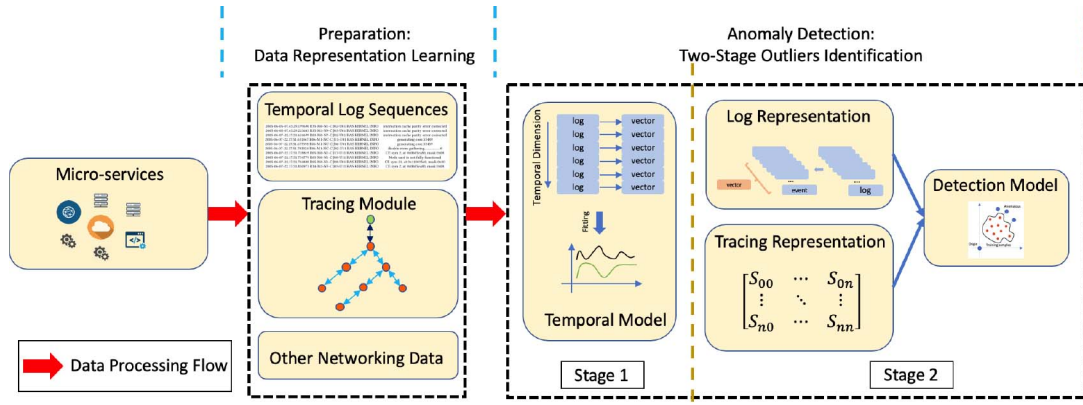 Preparation:
Data Representation Learning
Anomaly Detection:
Two-Stage Outliers Identification
Micro-services
Temporal Log Sequences
Tracing Module
Other Networking Data
Data Processing Flow
Temporal Dimension
log vector
log vector
log vector
log vector
log vector
log vector
log vector
Fitting
Temporal Model
Stage 1
Log Representation
vector
... event
... log
Tracing Representation
S00 ⋯ S0n
⋮ ⋱ ⋮
Sn0 ⋯ Snn
Stage 2
Detection Model